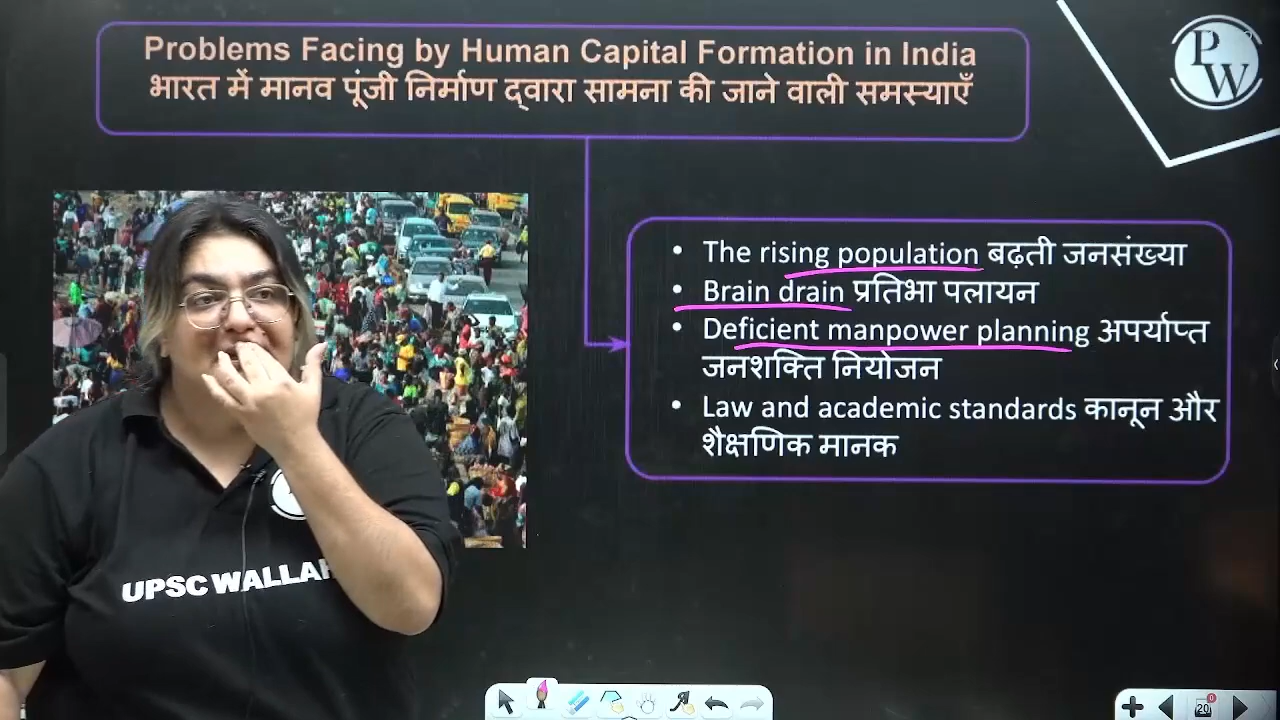 Problems Facing by Human Capital Formation in India
भारत में मानव पूंजी निर्माण द्वारा सामना की जाने वाली समस्याएँ
PW
• The rising population बढ़ती जनसंख्या
• Brain drain प्रतिभा पलायन
• Deficient manpower planning अपर्याप्त
जनशक्ति नियोजन
• Law and academic standards कानून और
शैक्षणिक मानक
UPSC WALLAH
20